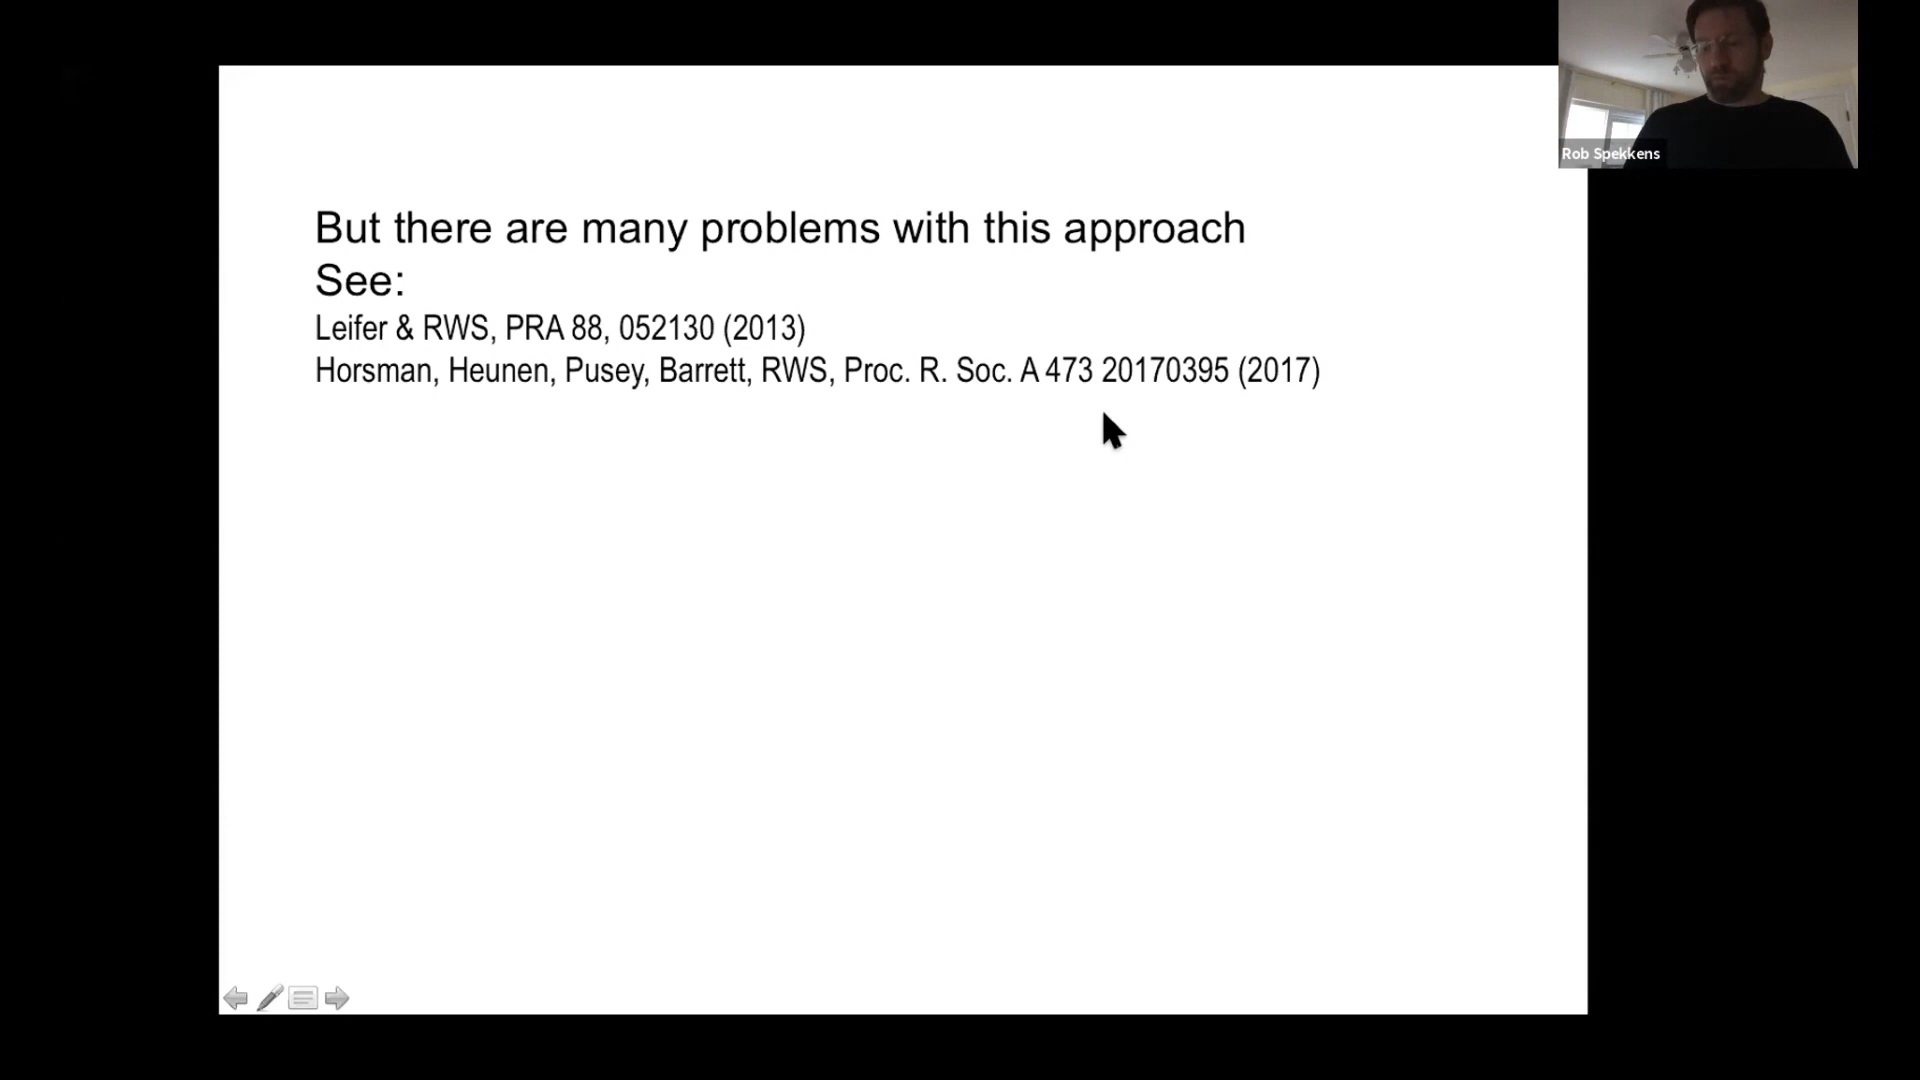 Rob Spekkens
But there are many problems with this approach
See:
Leifer & RWS, PRA 88, 052130 (2013)
Horsman, Heunen, Pusey, Barrett, RWS, Proc. R. Soc. A 473 20170395 (2017)